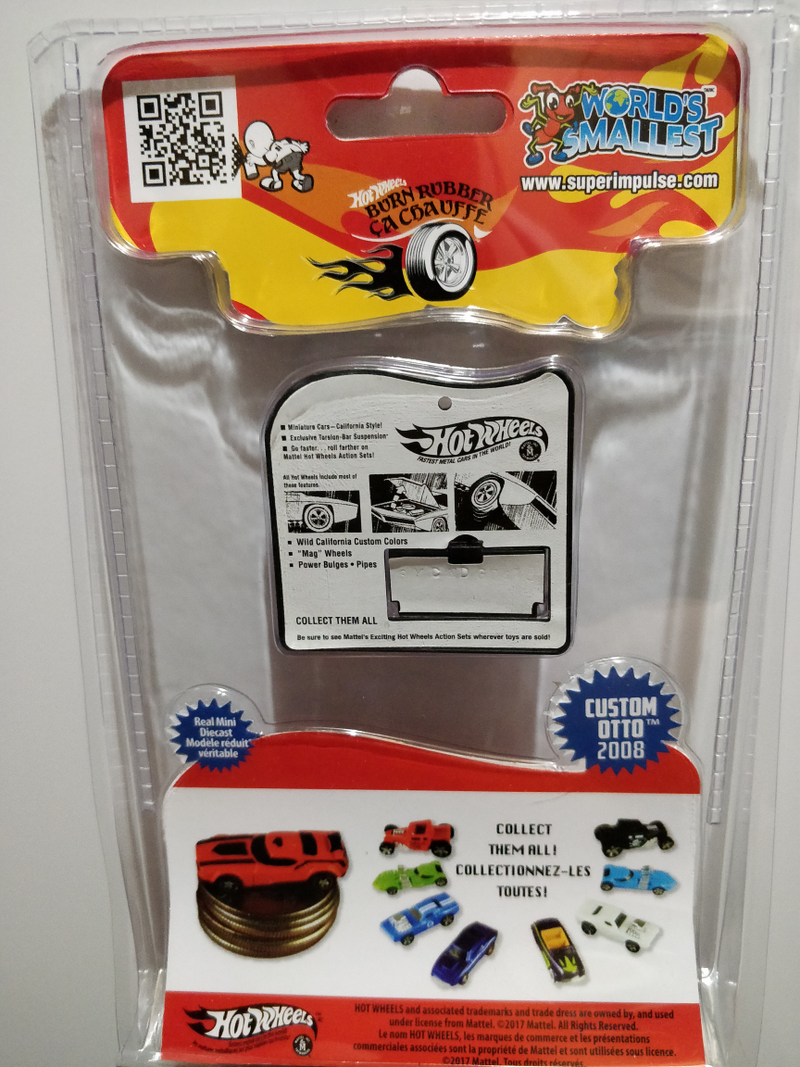 WORLD'S
SMALLEST
www.superimpulse.com
HOT WHEELS
BURN RUBBER
ÇA CHAUFFE
Miniature Cars—California Style!
Exclusive Torsion-Bar Suspension
Go faster... roll farther on
Mattel Hot Wheels Action Sets!
HOT WHEELS
FASTEST METAL CARS IN THE WORLD!
All Hot Wheels include most of
these features
Wild California Custom Colors
"Mag" Wheels
Power Bulges • Pipes
COLLECT THEM ALL
Be sure to see Mattel's Exciting Hot Wheels Action Sets wherever toys are sold!
Real Mini
Diecast
Modèle réduit
véritable
CUSTOM
OTTO™
2008
COLLECT
THEM ALL!
COLLECTIONNEZ-LES
TOUTES!
HOT WHEELS
HOT WHEELS and associated trademarks and trade dress are owned by, and used
under license from Mattel. ©2017 Mattel. All Rights Reserved.
Le nom HOT WHEELS, les marques de commerce et les présentations
commerciales associées sont la propriété de Mattel et sont utilisées sous licence.
©2017 Mattel. Tous droits réservés.